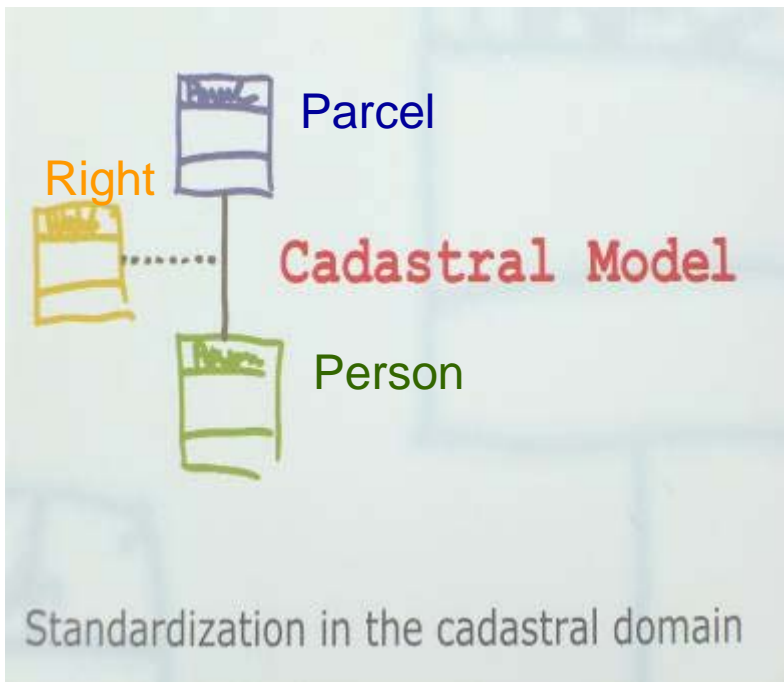 Parcel
Right
Cadastral Model
Person
Standardization in the cadastral domain